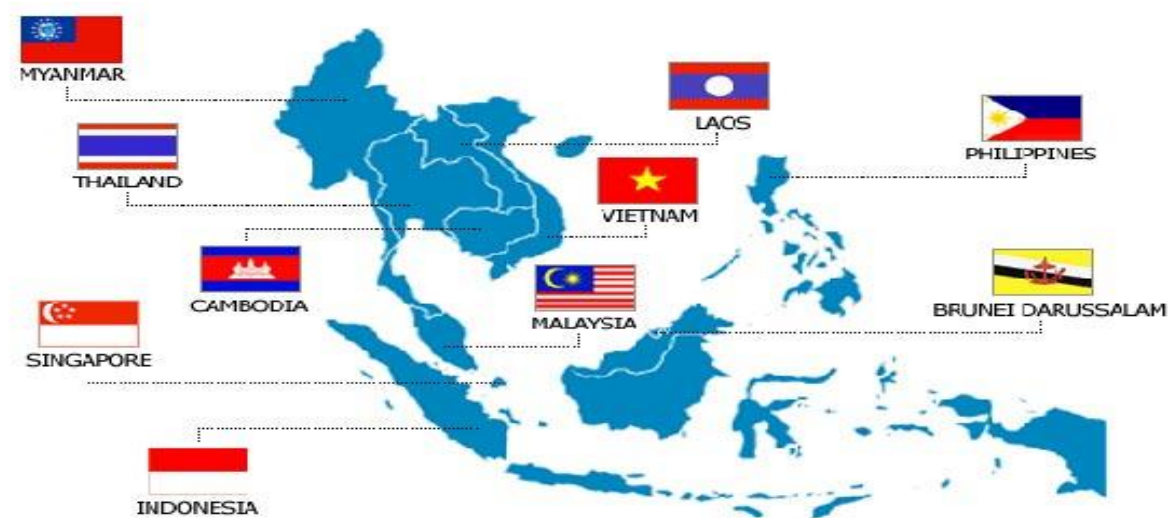 MYANMAR
LAOS
PHILIPPINES
THAILAND
VIETNAM
CAMBODIA
MALAYSIA
BRUNEI DARUSSALAM
SINGAPORE
INDONESIA